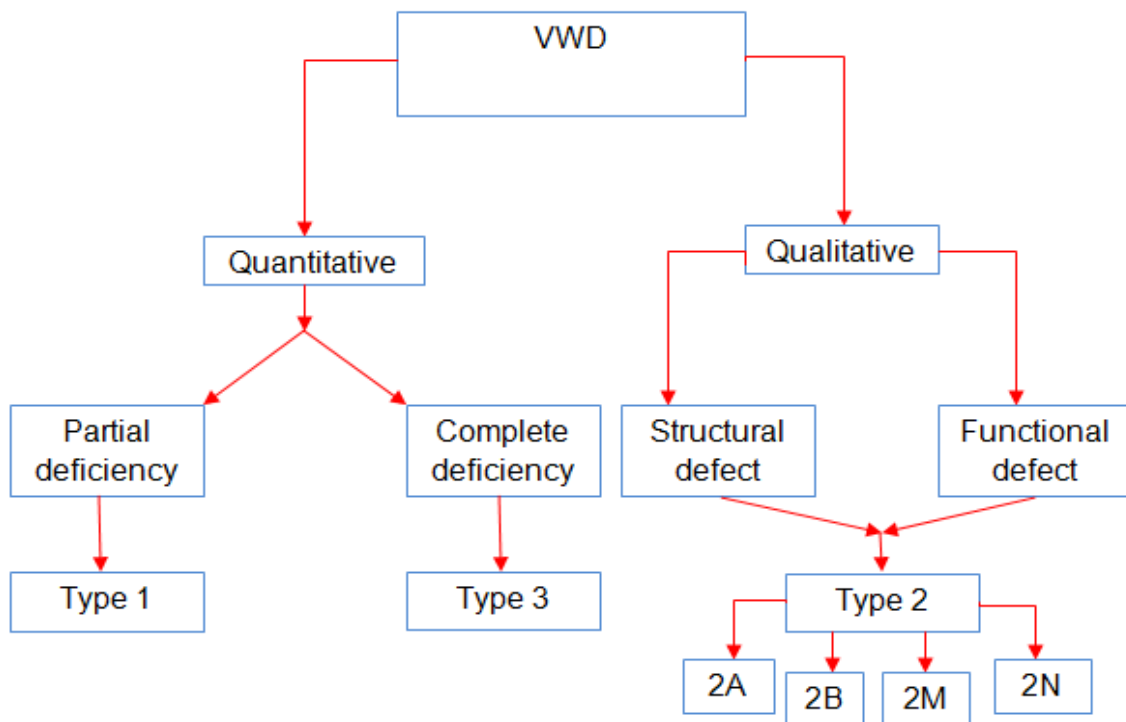 VWD
Quantitative
Qualitative
Partial
deficiency
Complete
deficiency
Structural
defect
Functional
defect
Type 1
Type 3
Type 2
2A
2B
2M
2N